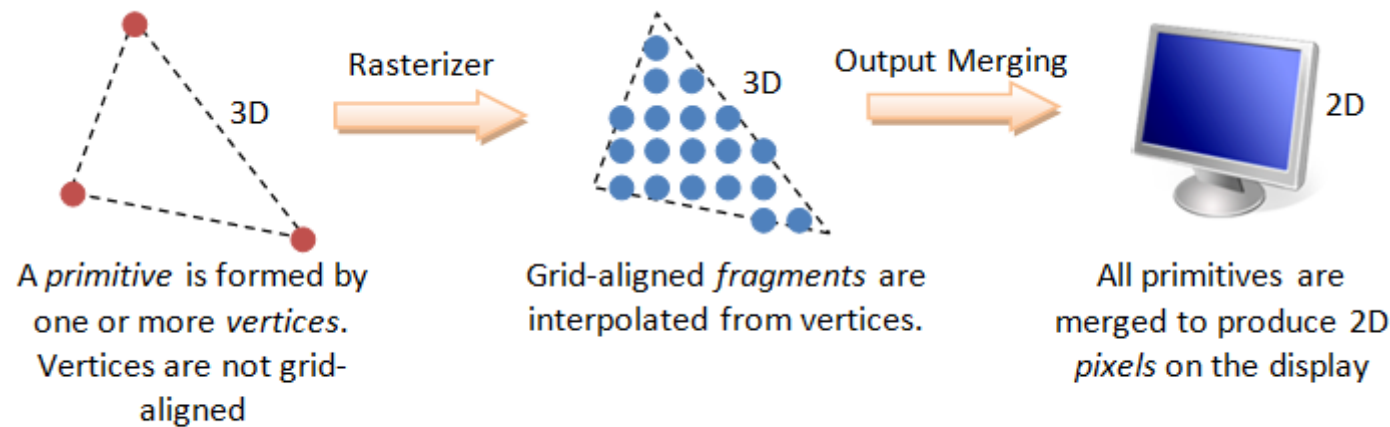 3D
Rasterizer
3D
Output Merging
2D
A primitive is formed by
one or more vertices.
Vertices are not grid-
aligned
Grid-aligned fragments are
interpolated from vertices.
All primitives are
merged to produce 2D
pixels on the display